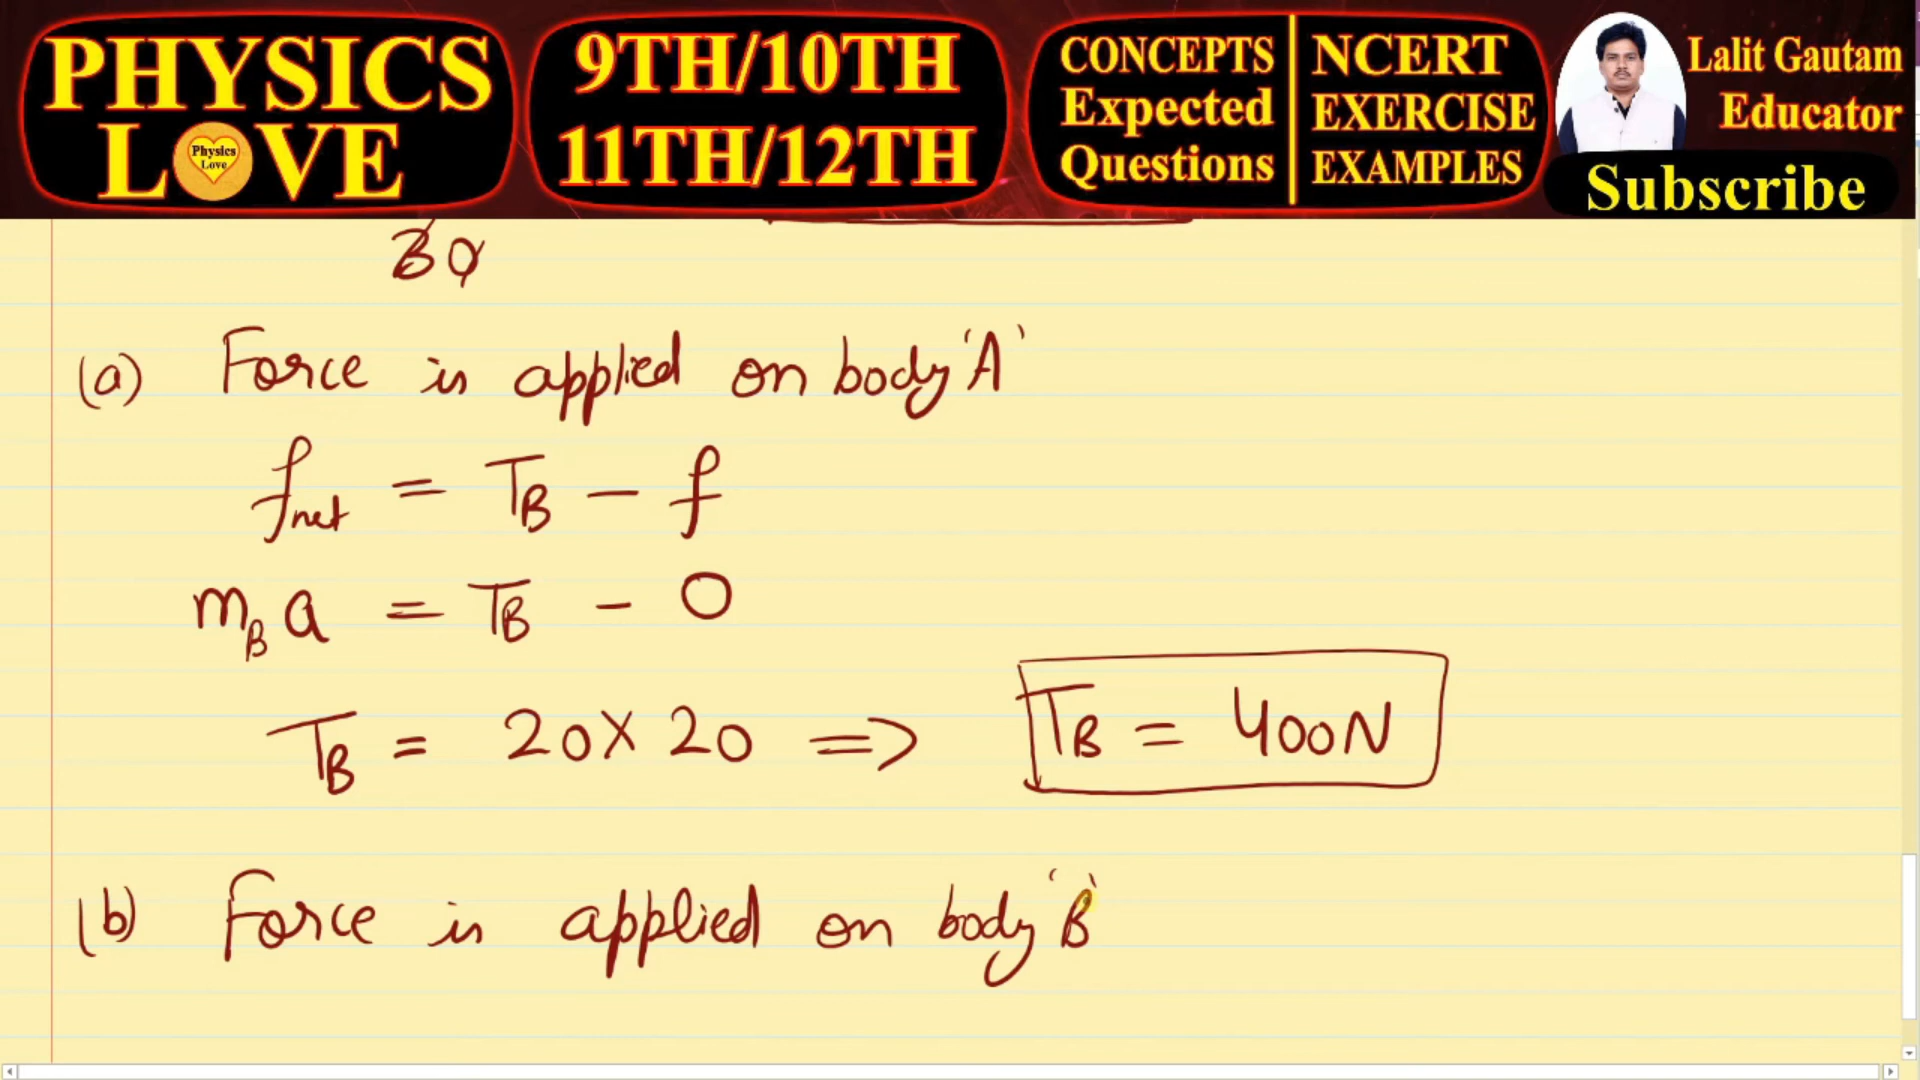 PHYSICS
LOVE
Physics
Love
9TH/10TH
11TH/12TH
CONCEPTS
Expected
Questions
NCERT
EXERCISE
EXAMPLES
Lalit Gautam
Educator
Subscribe
30
(a) Force is applied on body 'A'
fnet = TB - f
mB a = TB - 0
TB = 20 X 20 => TB = 400N
(b) Force is applied on body 'B'